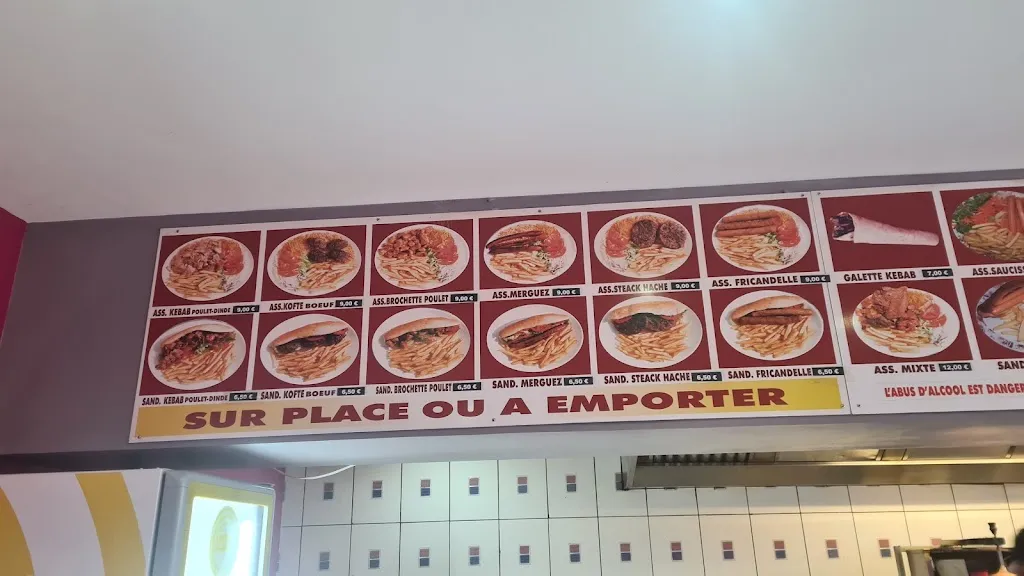 ASS. KEBAB POULET-DINDE 9,00 €
ASS.KOFTE BOEUF 9,00 €
ASS.BROCHETTE POULET 9,00 €
ASS.MERGUEZ 9,00 €
ASS.STEACK HACHE 9,00 €
ASS. FRICANDELLE 9,00 €
GALETTE KEBAB 7,00 €
ASS.SAUCISS
SAND. KEBAB POULET-DINDE 6,50 €
SAND. KOFTE BOEUF 6,50 €
SAND. BROCHETTE POULET 6,50 €
SAND. MERGUEZ 6,50 €
SAND. STEACK HACHE 6,50 €
SAND. FRICANDELLE 6,50 €
ASS. MIXTE 12,00 €
SAND
SUR PLACE OU A EMPORTER
L'ABUS D'ALCOOL EST DANGER